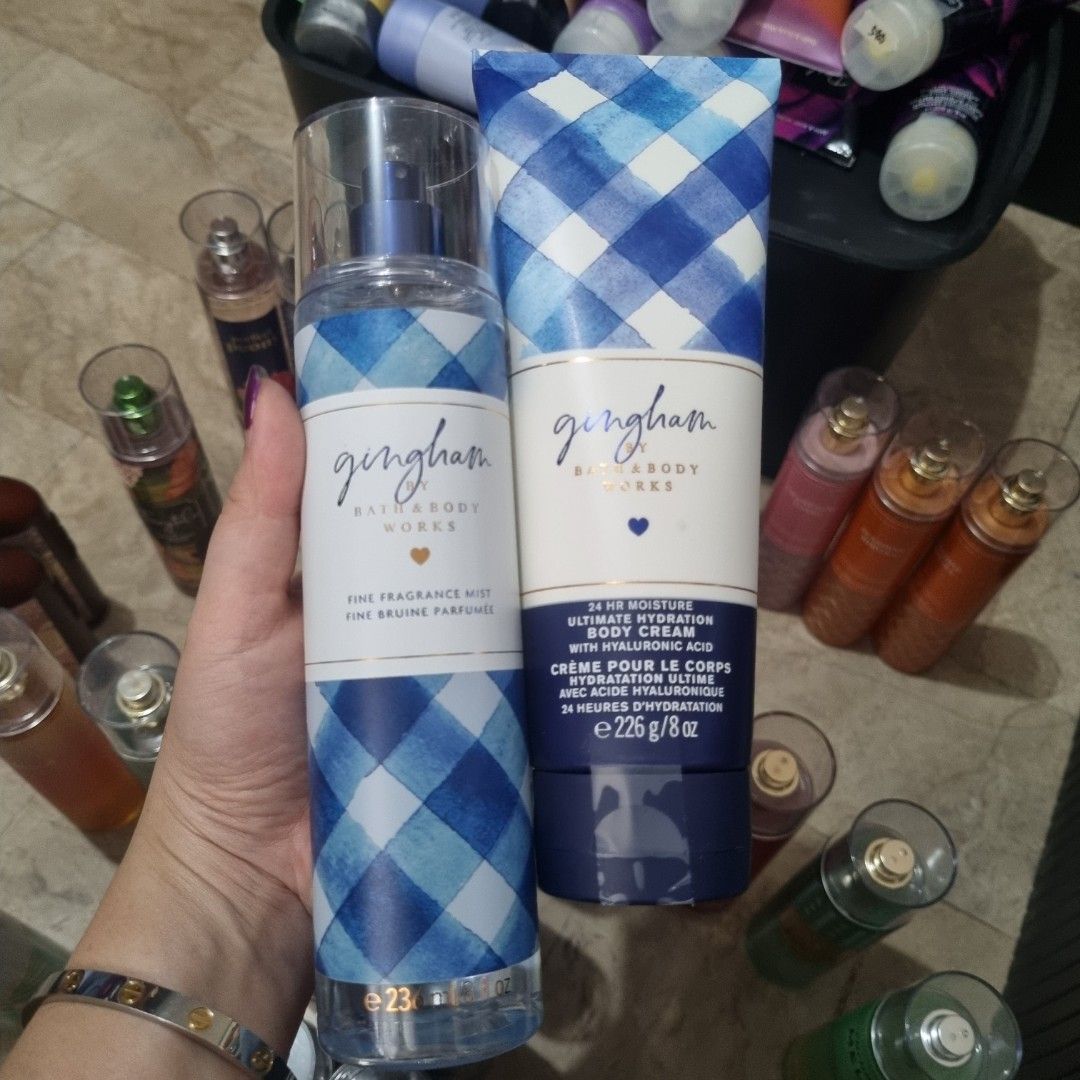 gingham
BY
BATH & BODY
WORKS
FINE FRAGRANCE MIST
FINE BRUINE PARFUMÉE
gingham
BY
BATH & BODY
WORKS
24 HR MOISTURE
ULTIMATE HYDRATION
BODY CREAM
WITH HYALURONIC ACID
CRÈME POUR LE CORPS
HYDRATATION ULTIME
AVEC ACIDE HYALURONIQUE
24 HEURES D'HYDRATATION
e 226 g/8 oz